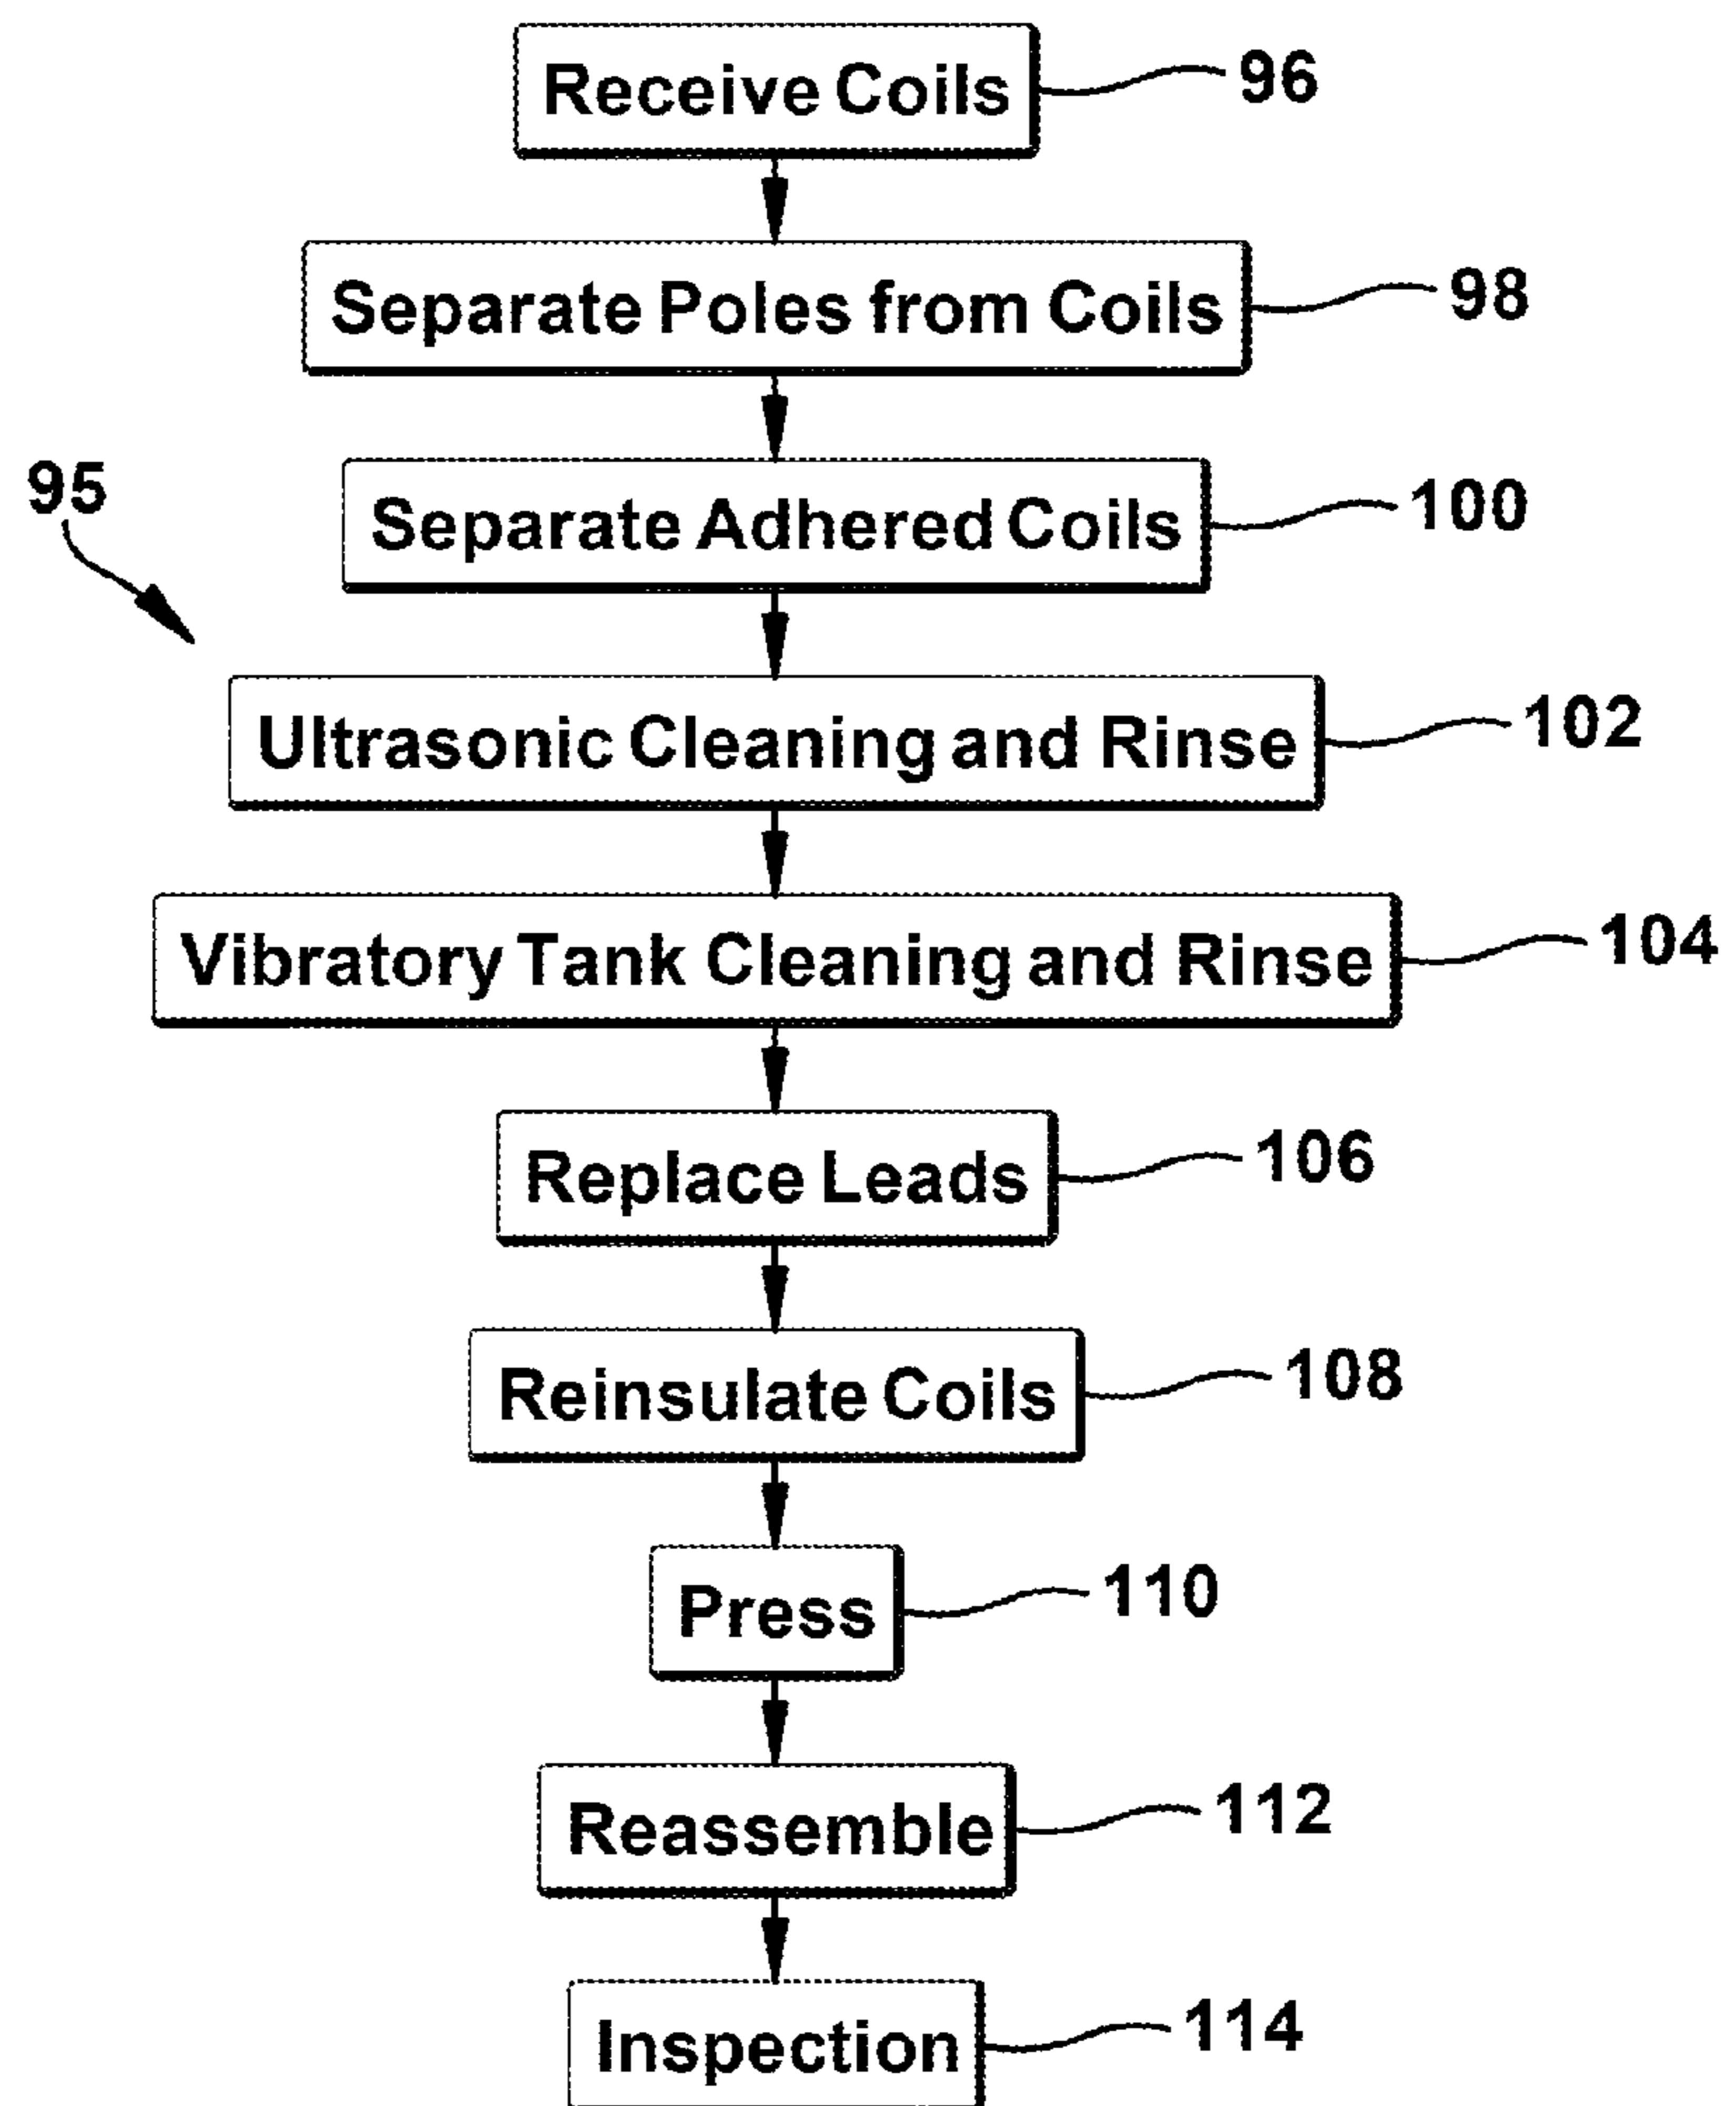 Receive Coils 96
Separate Poles from Coils 98
95
Separate Adhered Coils 100
Ultrasonic Cleaning and Rinse 102
Vibratory Tank Cleaning and Rinse 104
Replace Leads 106
Reinsulate Coils 108
Press 110
Reassemble 112
Inspection 114